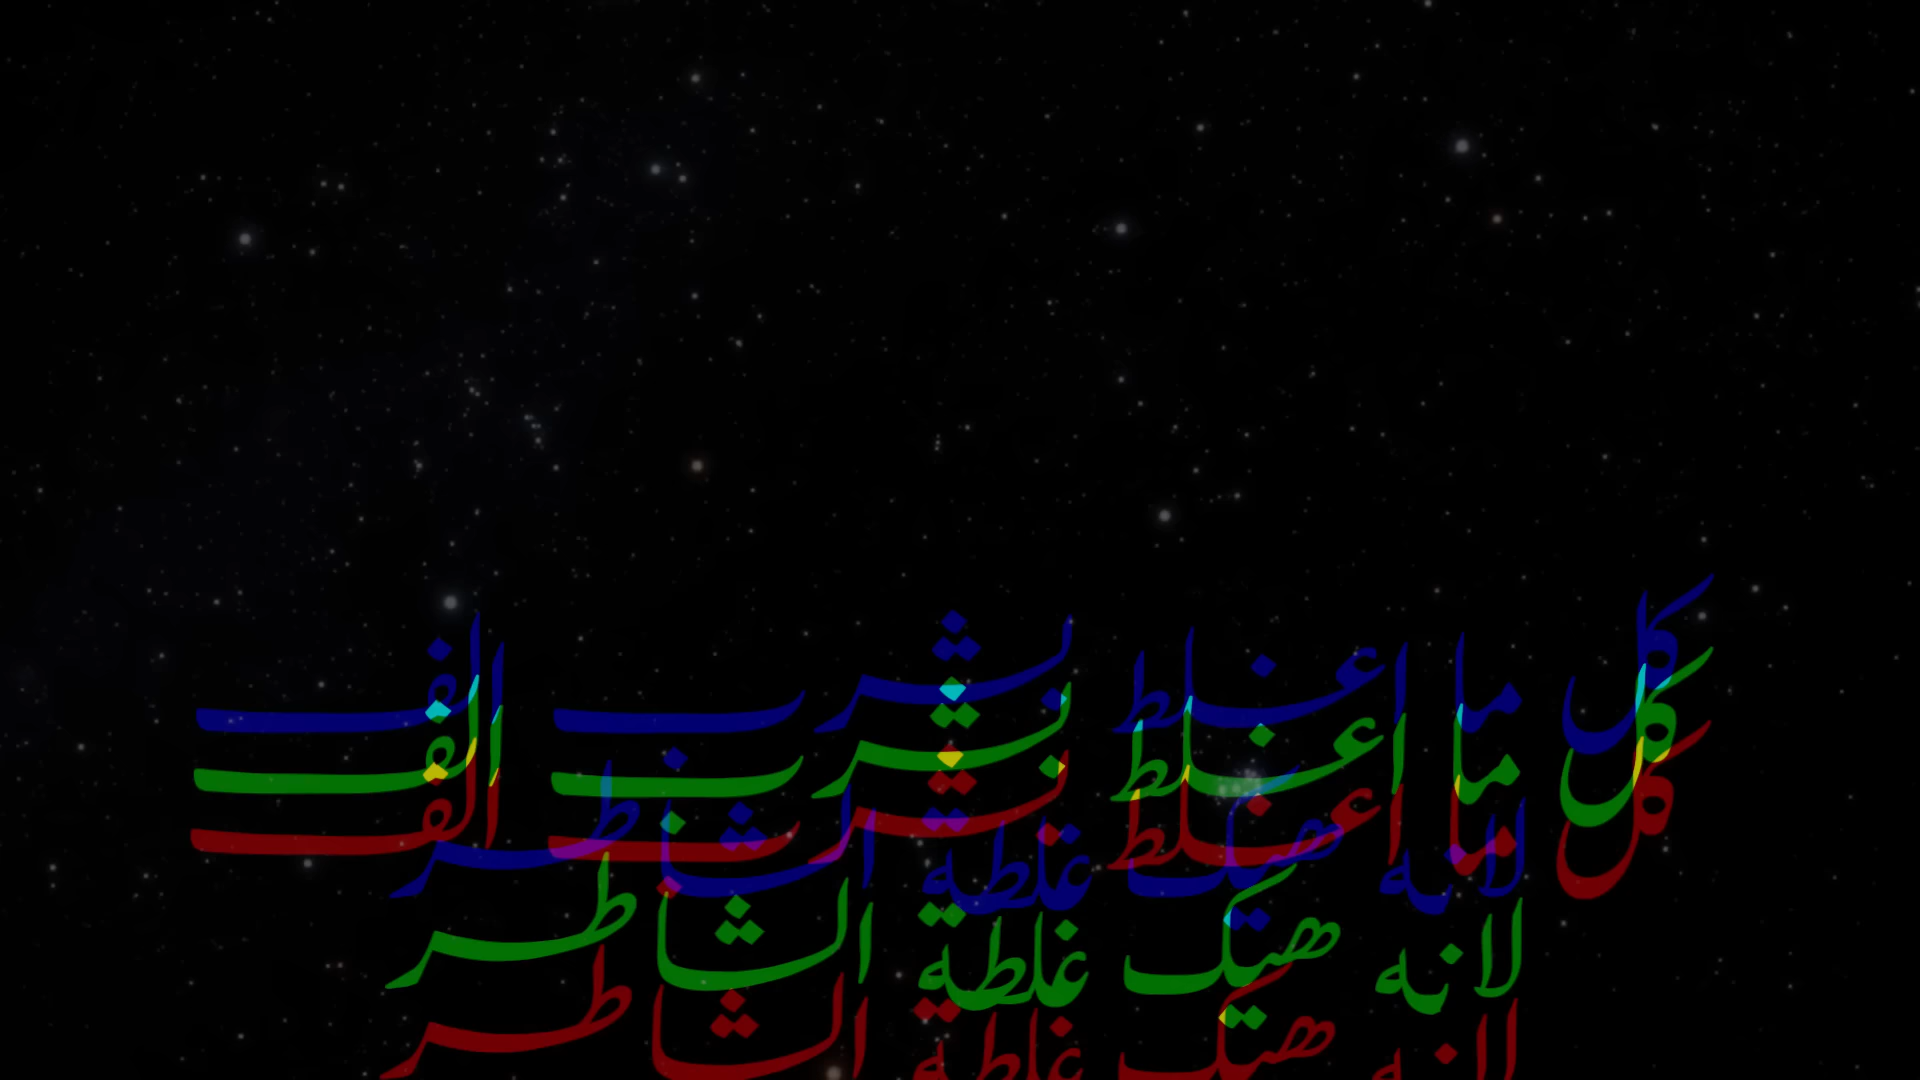 كل ما اغلط بشرب الف
لانه هيك غلطة الشاطر